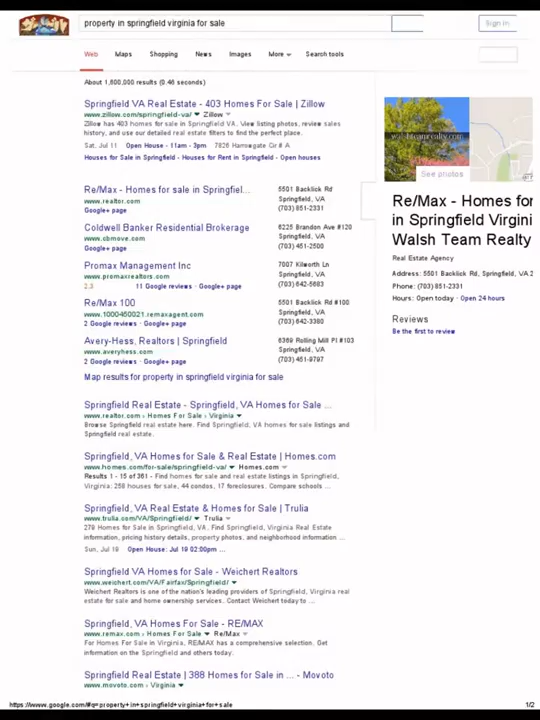 property in springfield virginia for sale
Sign in
Web Maps Shopping News Images More Search tools
About 1,600,000 results (0.46 seconds)
Springfield VA Real Estate - 403 Homes For Sale | Zillow
www.zillow.com/springfield-va/ Zillow
Zillow has 403 homes for sale in Springfield VA. View listing photos, review sales
history, and use our detailed real estate filters to find the perfect place.
Sat, Jul 11 Open House - 11am - 3pm 7826 Harrowgate Cir # A
Houses for Sale in Springfield - Houses for Rent in Springfield - Open houses
Re/Max - Homes for sale in Springfiel...
www.realtor.com
Google+ page
5501 Backlick Rd
Springfield, VA
(703) 851-2331
Coldwell Banker Residential Brokerage
www.cbmove.com
Google+ page
6225 Brandon Ave #120
Springfield, VA
(703) 451-2500
Promax Management Inc
www.promaxrealtors.com
2.3 11 Google reviews · Google+ page
7007 Kilworth Ln
Springfield, VA
(703) 642-5683
Re/Max 100
www.1000450021.remaxagent.com
2 Google reviews · Google+ page
5501 Backlick Rd #100
Springfield, VA
(703) 642-3380
Avery-Hess, Realtors | Springfield
www.averyhess.com
2 Google reviews · Google+ page
6369 Rolling Mill Pl #103
Springfield, VA
(703) 451-9797
Map results for property in springfield virginia for sale
Springfield Real Estate - Springfield, VA Homes for Sale ...
www.realtor.com › Homes For Sale › Virginia
Browse Springfield real estate here. Find Springfield, VA homes for sale listings and
Springfield real estate.
Springfield, VA Homes for Sale & Real Estate | Homes.com
www.homes.com/for-sale/springfield-va/ Homes.com
Results 1 - 15 of 361 - Find homes for sale and real estate listings in Springfield,
Virginia: 258 houses for sale, 44 condos, 17 foreclosures. Compare schools ...
Springfield, VA Real Estate & Homes for Sale | Trulia
www.trulia.com/VA/Springfield/ Trulia
279 Homes for Sale in Springfield, VA. Find Springfield, Virginia Real Estate
information, pricing history details, property photos, and neighborhood information ...
Sun, Jul 19 Open House: Jul 19 02:00pm ...
Springfield VA Homes for Sale - Weichert Realtors
www.weichert.com/VA/Fairfax/Springfield/
Weichert Realtors is one of the nation's leading providers of Springfield, Virginia real
estate for sale and home ownership services. Contact Weichert today to ...
Springfield, VA Homes for Sale - RE/MAX
www.remax.com › Homes For Sale Re/Max
For Homes For Sale in Virginia, RE/MAX has a comprehensive selection. Get
information on the Springfield and others today.
Springfield Real Estate | 388 Homes for Sale in ... - Movoto
www.movoto.com › Virginia
walshteamrealty.com
See photos
Re/Max - Homes for
in Springfield Virgini
Walsh Team Realty
Real Estate Agency
Address: 5501 Backlick Rd, Springfield, VA 2
Phone: (703) 851-2331
Hours: Open today · Open 24 hours
Reviews
Be the first to review
https://www.google.com/#q=property+in+springfield+virginia+for+sale
1/2